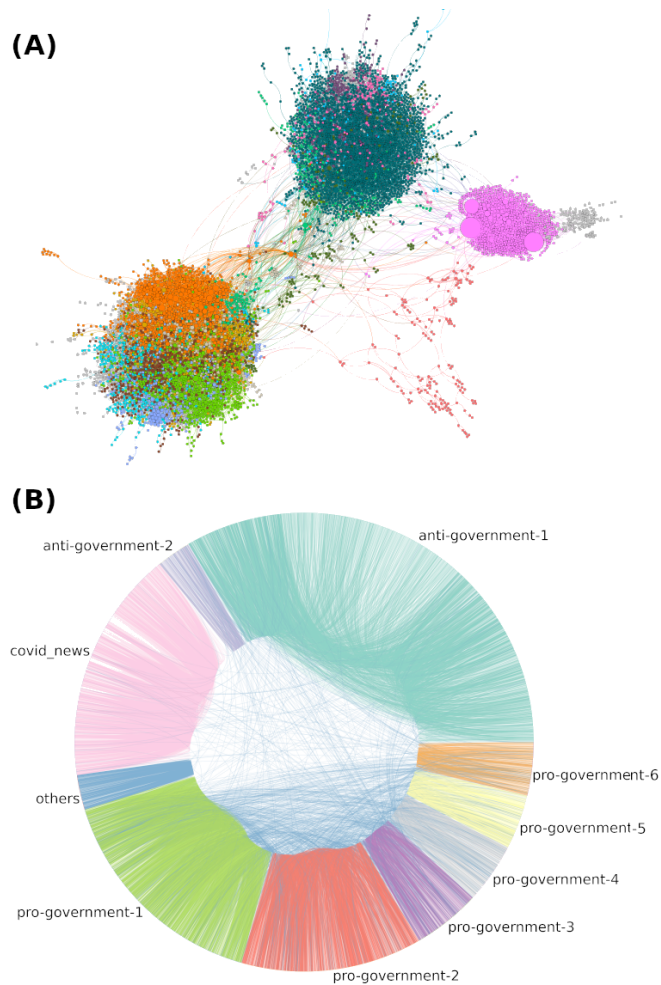 (A)
(B)
anti-government-2
anti-government-1
covid_news
others
pro-government-6
pro-government-5
pro-government-4
pro-government-1
pro-government-3
pro-government-2